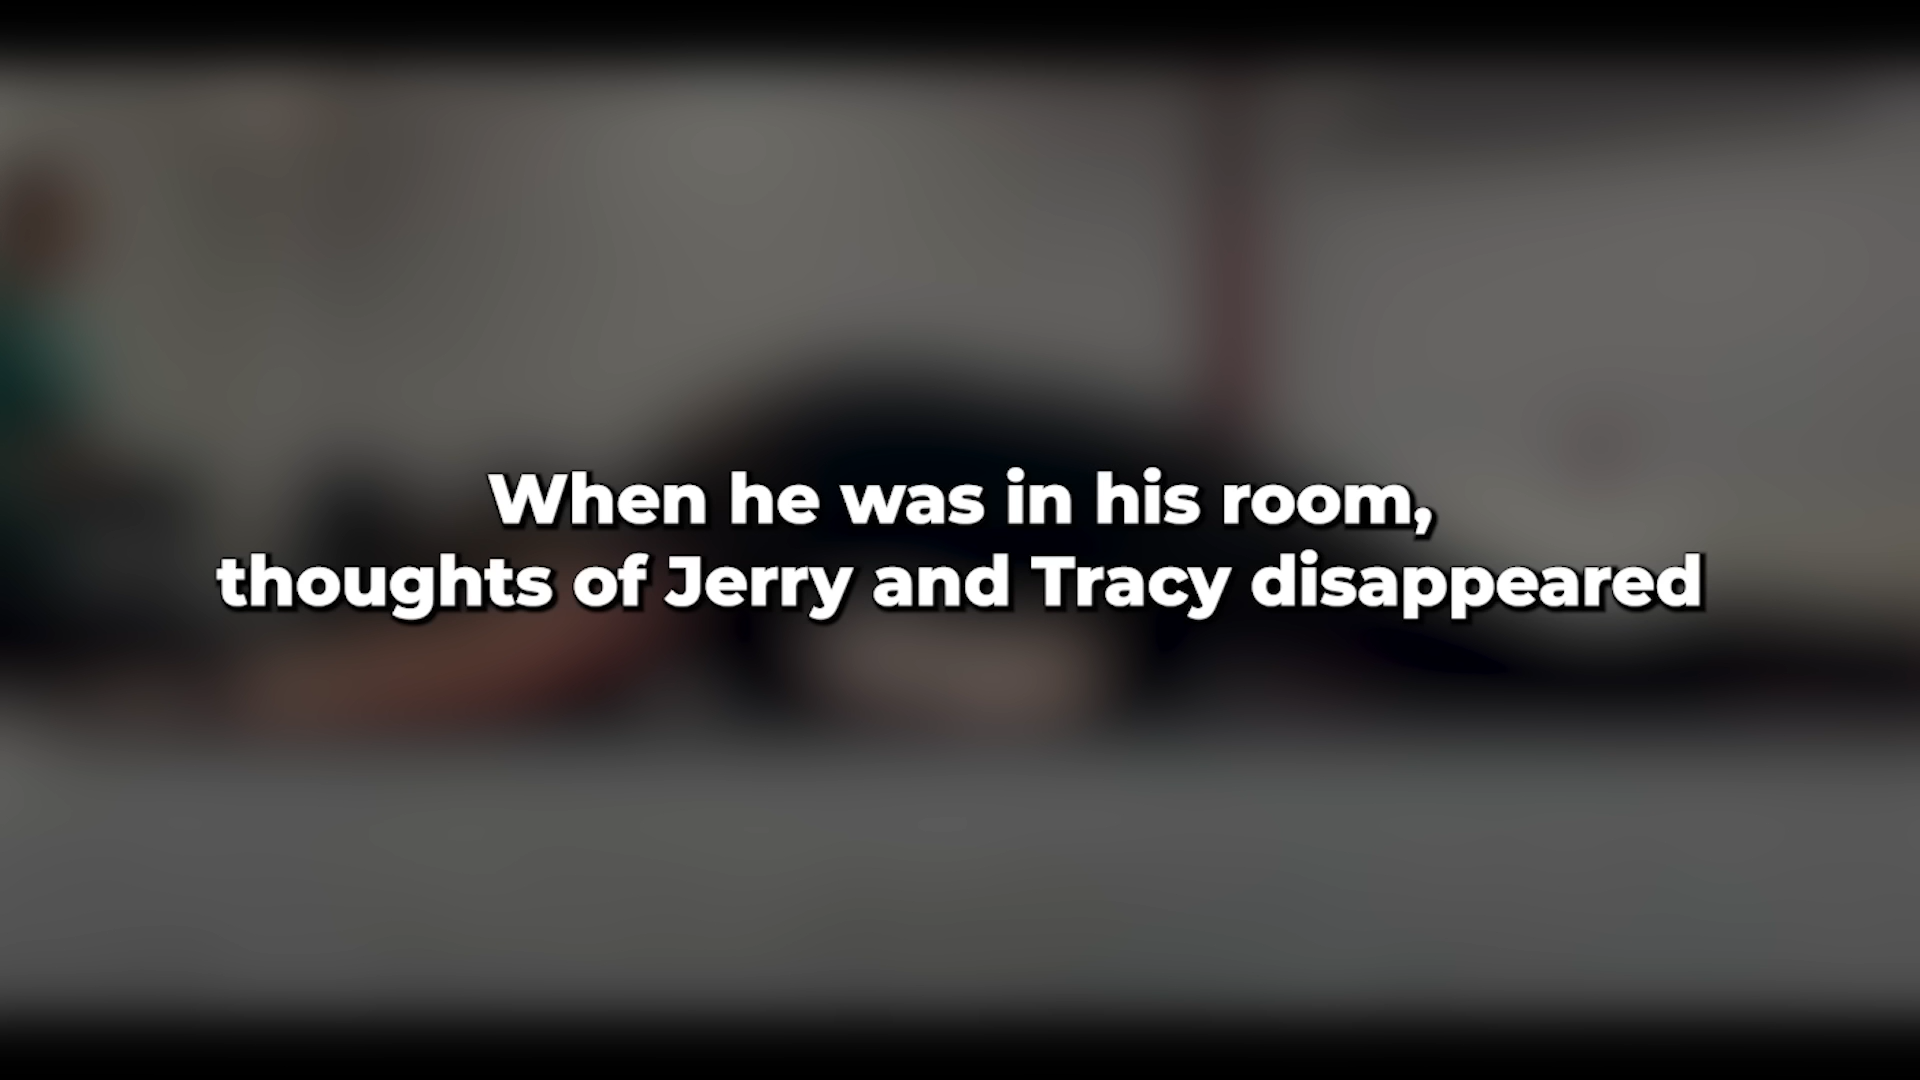 When he was in his room,
thoughts of Jerry and Tracy disappeared